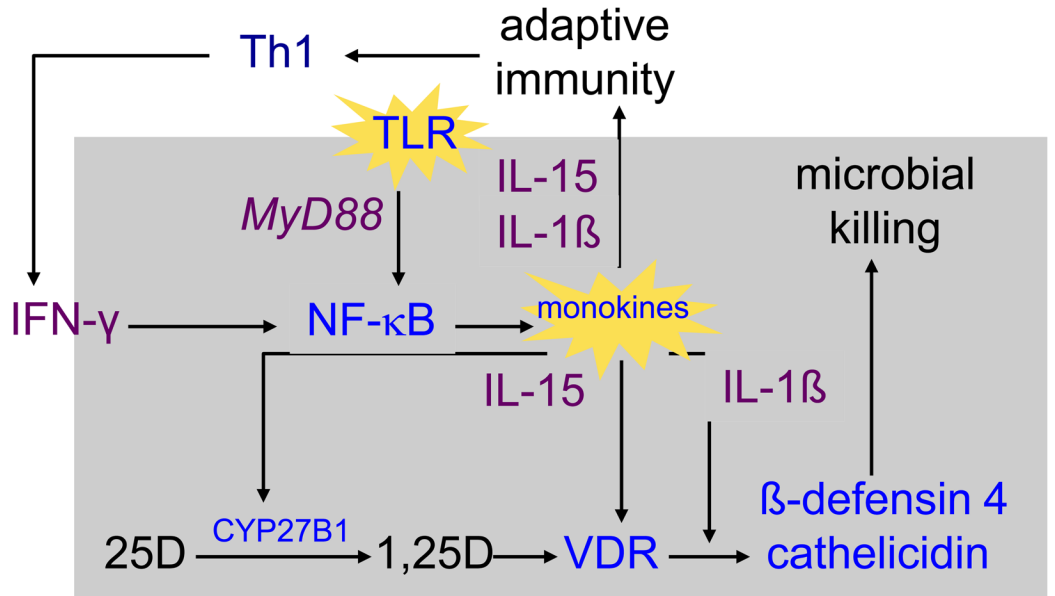 adaptive
immunity
Th1
TLR
MyD88
IL-15
IL-1ß
microbial
killing
IFN-γ
NF-κB
monokines
IL-15
IL-1ß
CYP27B1
25D
1,25D
VDR
ß-defensin 4
cathelicidin